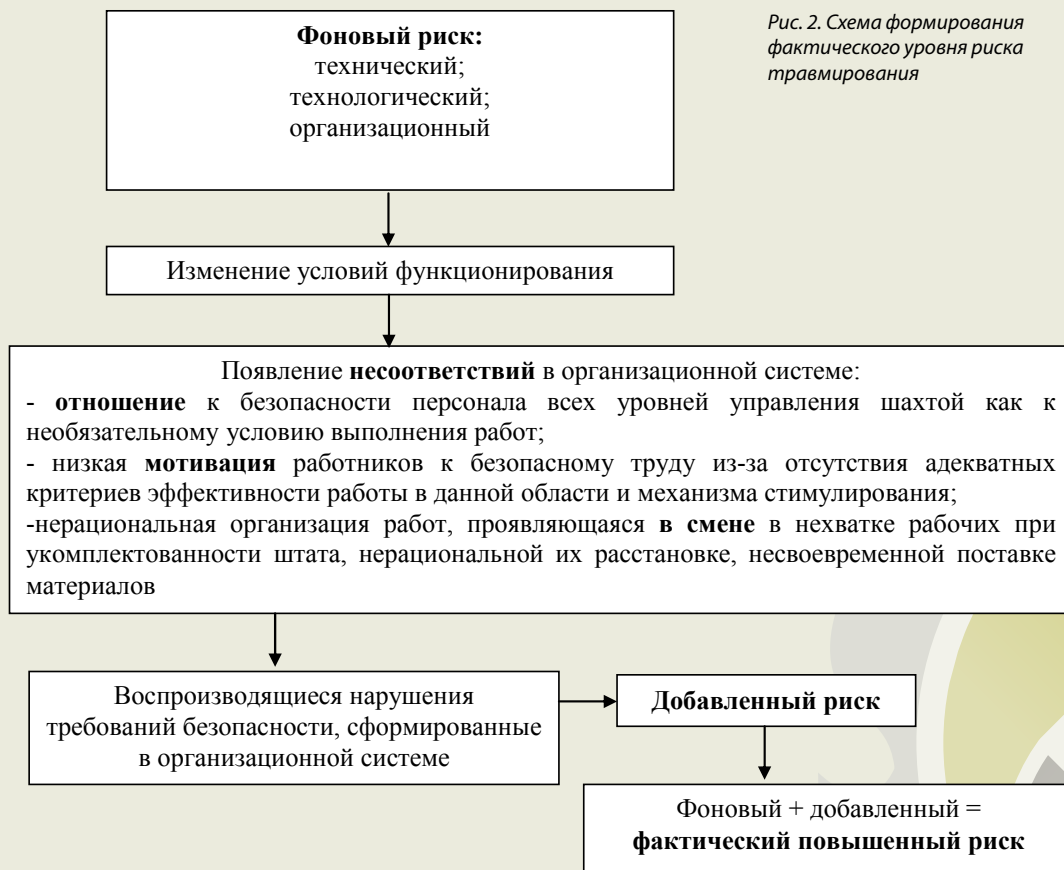 Фоновый риск:
технический;
технологический;
организационный
Рис. 2. Схема формирования
фактического уровня риска
травмирования
Изменение условий функционирования
Появление несоответствий в организационной системе:
- отношение к безопасности персонала всех уровней управления шахтой как к
необязательному условию выполнения работ;
- низкая мотивация работников к безопасному труду из-за отсутствия адекватных
критериев эффективности работы в данной области и механизма стимулирования;
-нерациональная организация работ, проявляющаяся в смене в нехватке рабочих при
укомплектованности штата, нерациональной их расстановке, несвоевременной поставке
материалов
Воспроизводящиеся нарушения
требований безопасности, сформированные
в организационной системе
Добавленный риск
Фоновый + добавленный =
фактический повышенный риск